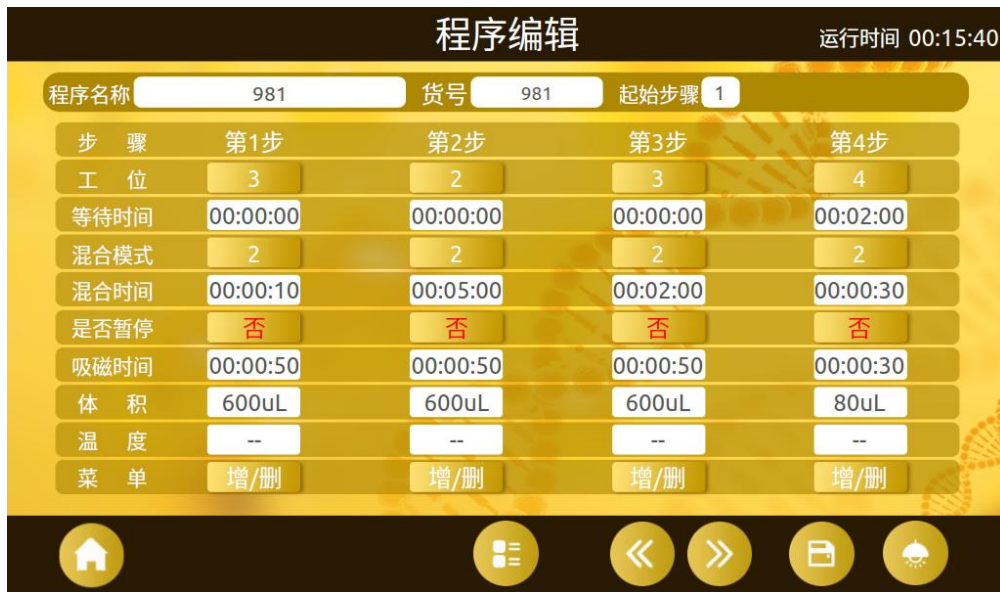 程序编辑
运行时间 00:15:40
程序名称 981 货号 981 起始步骤 1
步 骤 第1步 第2步 第3步 第4步
工 位 3 2 3 4
等待时间 00:00:00 00:00:00 00:00:00 00:02:00
混合模式 2 2 2 2
混合时间 00:00:10 00:05:00 00:02:00 00:00:30
是否暂停 否 否 否 否
吸磁时间 00:00:50 00:00:50 00:00:50 00:00:30
体 积 600uL 600uL 600uL 80uL
温 度 -- -- -- --
菜 单 增/删 增/删 增/删 增/删